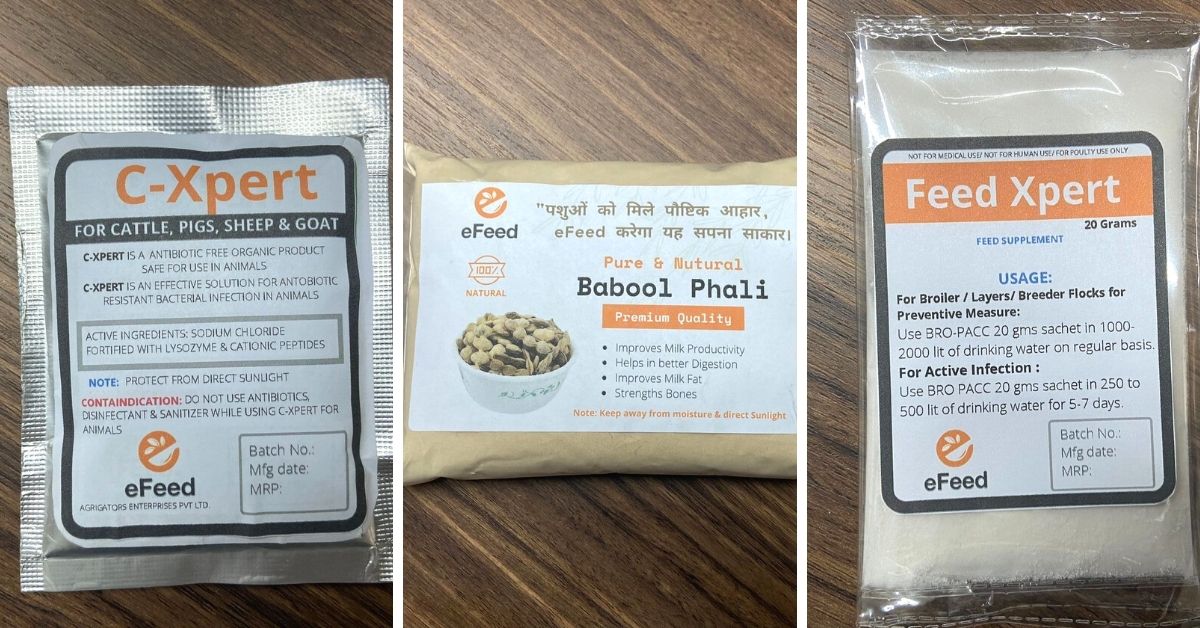 C-Xpert
FOR CATTLE, PIGS, SHEEP & GOAT
C-XPERT IS A ANTIBIOTIC FREE ORGANIC PRODUCT
SAFE FOR USE IN ANIMALS
C-XPERT IS AN EFFECTIVE SOLUTION FOR ANTOBIOTIC
RESISTANT BACTERIAL INFECTION IN ANIMALS
ACTIVE INGREDIENTS: SODIUM CHLORIDE
FORTIFIED WITH LYSOZYME & CATIONIC PEPTIDES
NOTE: PROTECT FROM DIRECT SUNLIGHT
CONTAINDICATION: DO NOT USE ANTIBIOTICS,
DISINFECTANT & SANITIZER WHILE USING C-XPERT FOR
ANIMALS
eFeed
AGRIGATORS ENTERPRISES PVT LTD.
Batch No.:
Mfg date:
MRP:
eFeed
"पशुओं को मिले पौष्टिक आहार,
eFeed करेगा यह सपना साकार।
100%
NATURAL
Pure & Nutural
Babool Phali
Premium Quality
Improves Milk Productivity
Helps in better Digestion
Improves Milk Fat
Strengths Bones
Note: Keep away from moisture & direct Sunlight
NOT FOR MEDICAL USE/ NOT FOR HUMAN USE/ FOR POULTY USE ONLY
Feed Xpert
20 Grams
FEED SUPPLEMENT
USAGE:
For Broiler / Layers/ Breeder Flocks for
Preventive Measure:
Use BRO-PACC 20 gms sachet in 1000-
2000 lit of drinking water on regular basis.
For Active Infection :
Use BRO PACC 20 gms sachet in 250 to
500 lit of drinking water for 5-7 days.
eFeed
Batch No.:
Mfg date:
MRP: